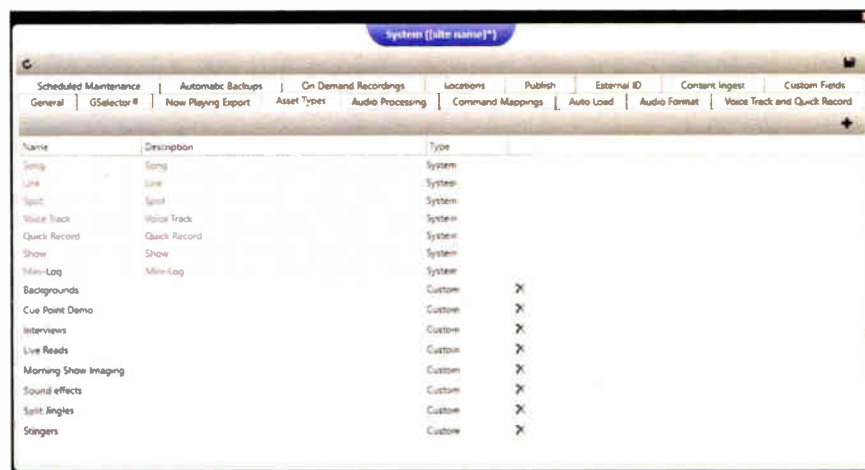 System ([site name]*)
Scheduled Maintenance Automatic Backups On Demand Recordings Locations Publish External ID Content Ingest Custom Fields
General GSelector® Now Playing Export Asset Types Audio Processing Command Mappings Auto Load Audio Format Voice Track and Quick Record
Name Description Type
Song Song System
Link Link System
Spot Spot System
Voice Track Voice Track System
Quick Record Quick Record System
Show Show System
Mini-Log Mini-Log System
Backgrounds Custom
Cue Point Demo Custom
Interviews Custom
Live Reads Custom
Morning Show Imaging Custom
Sound effects Custom
Split Jingles Custom
Stingers Custom